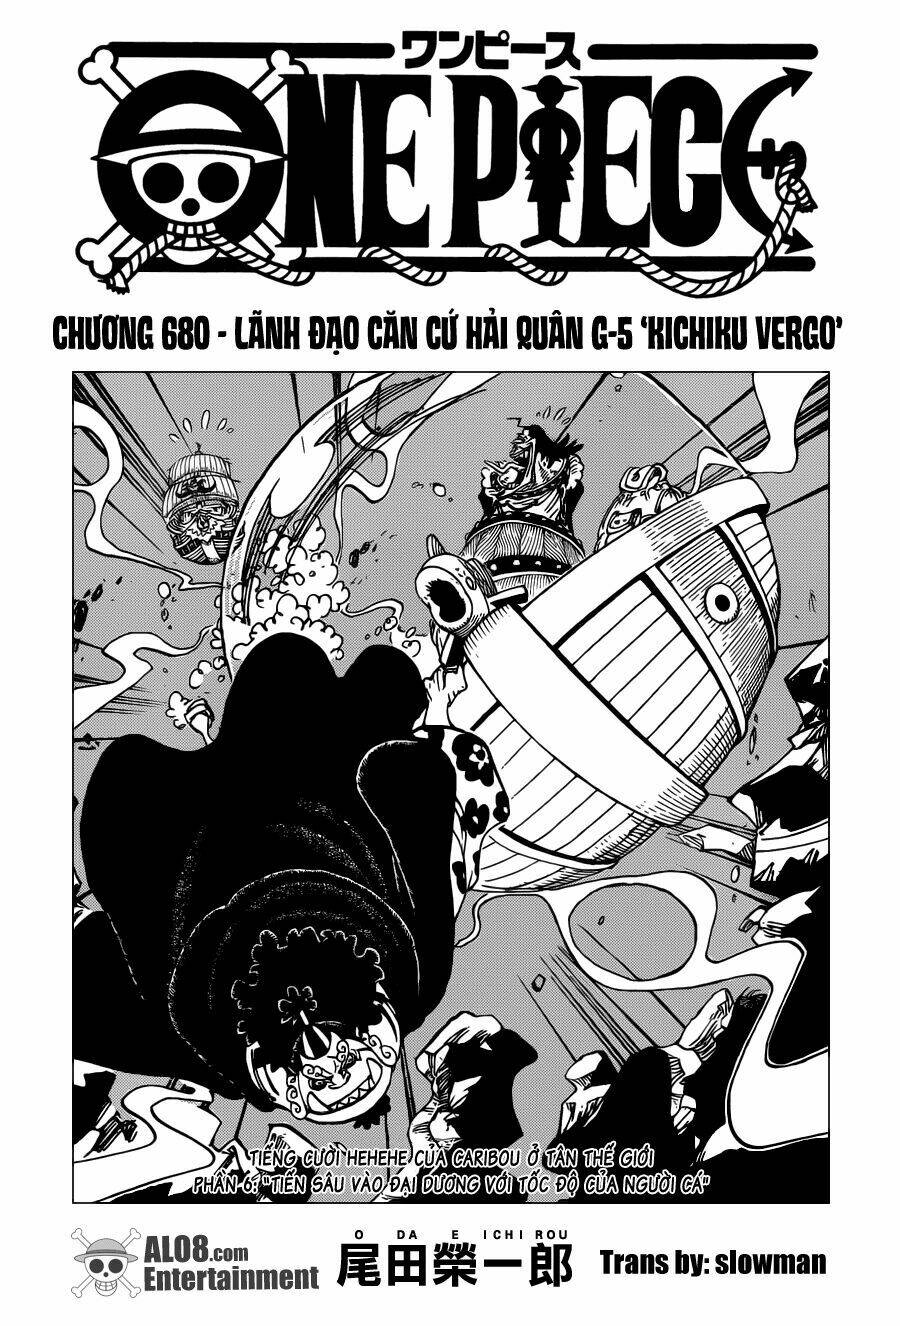 ワンピース
ONE PIECE
CHƯƠNG 680 - LÃNH ĐẠO CĂN CỨ HẢI QUÂN G-5 ‘KICHIKU VERGO’
TIẾNG CƯỜI HEHEHE CỦA CARIBOU Ở TÂN THẾ GIỚI
PHẦN 6: "TIẾN SÂU VÀO ĐẠI DƯƠNG VỚI TỐC ĐỘ CỦA NGƯỜI CÁ"
AL08.com
Entertainment
O DA E ICHI ROU
尾田榮一郎
Trans by: slowman